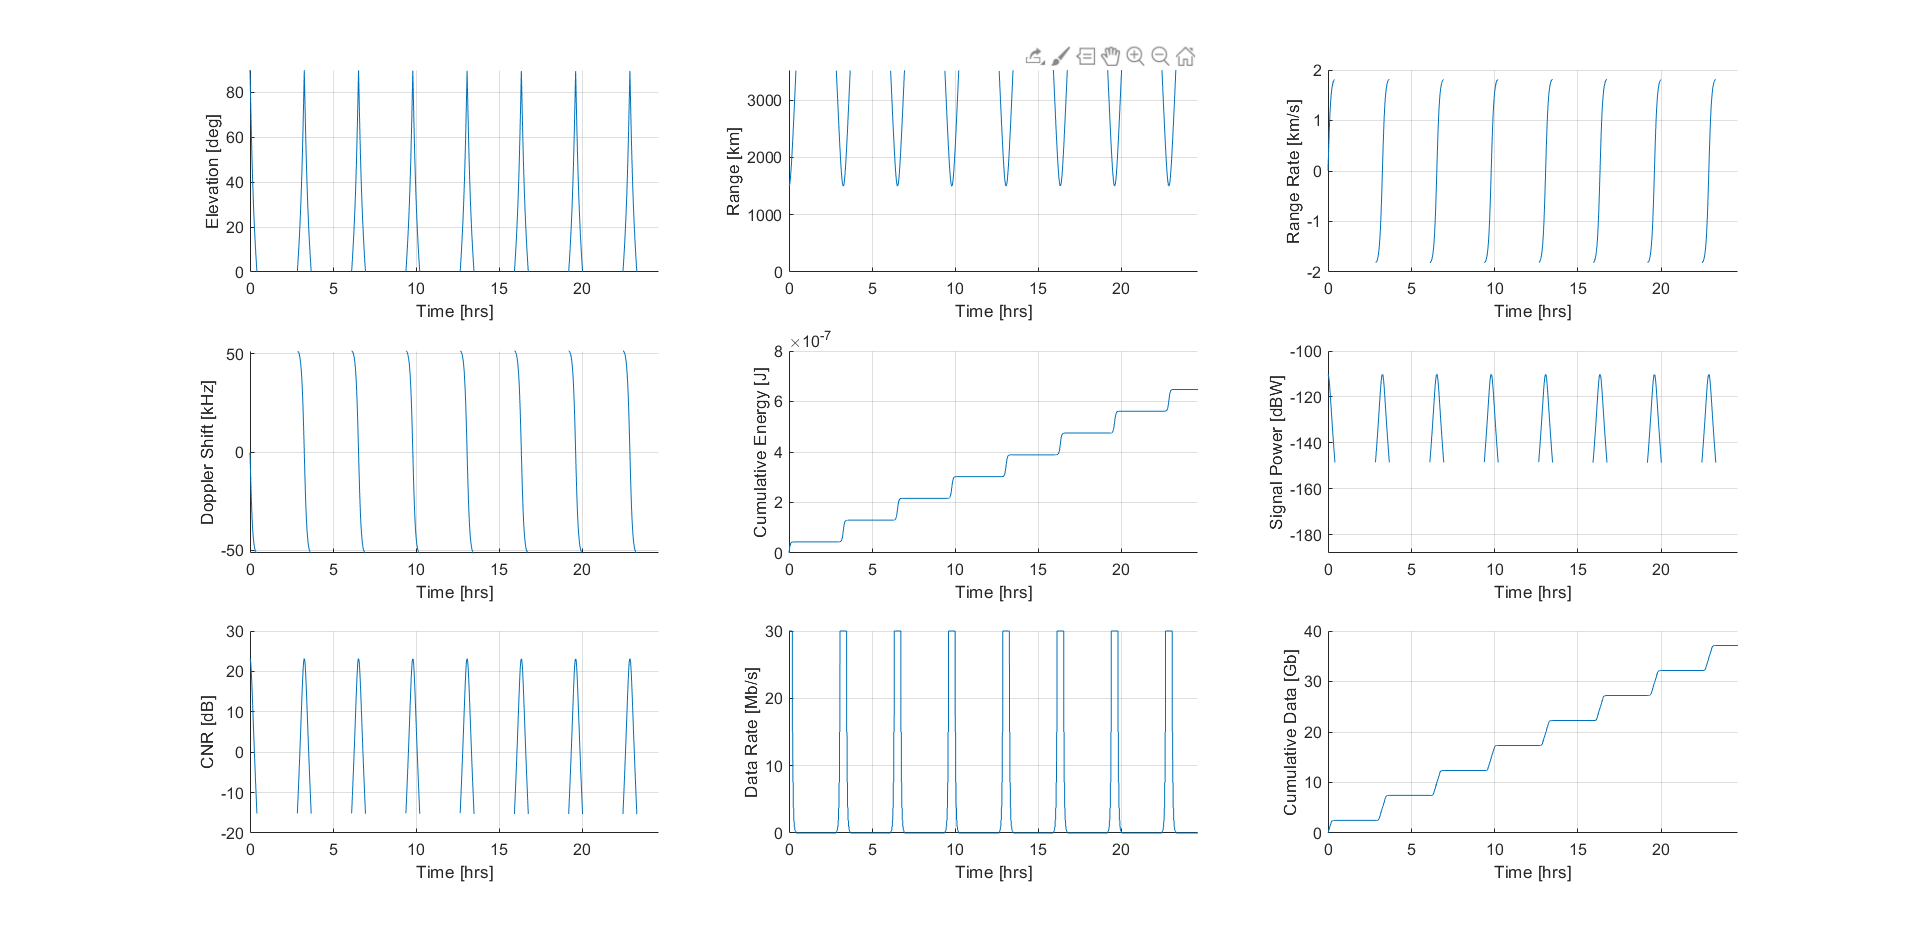 80
60
40
20
0
Elevation [deg]
0 5 10 15 20
Time [hrs]
3000
2000
1000
0
Range [km]
0 5 10 15 20
Time [hrs]
2
1
0
-1
-2
Range Rate [km/s]
0 5 10 15 20
Time [hrs]
50
0
-50
Doppler Shift [kHz]
0 5 10 15 20
Time [hrs]
×10-7
8
6
4
2
0
Cumulative Energy [J]
0 5 10 15 20
Time [hrs]
-100
-120
-140
-160
-180
Signal Power [dBW]
0 5 10 15 20
Time [hrs]
30
20
10
0
-10
-20
CNR [dB]
0 5 10 15 20
Time [hrs]
30
20
10
0
Data Rate [Mb/s]
0 5 10 15 20
Time [hrs]
40
30
20
10
0
Cumulative Data [Gb]
0 5 10 15 20
Time [hrs]